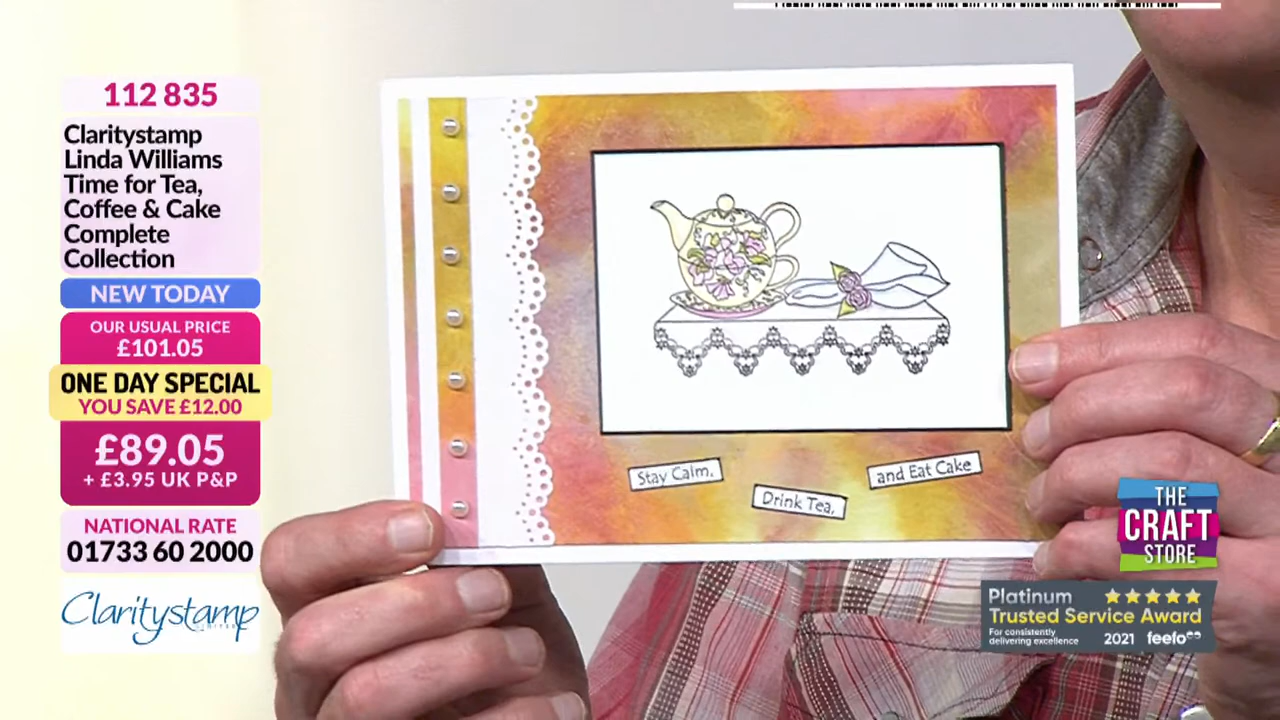 112 835
Claritystamp
Linda Williams
Time for Tea,
Coffee & Cake
Complete
Collection
NEW TODAY
OUR USUAL PRICE
£101.05
ONE DAY SPECIAL
YOU SAVE £12.00
£89.05
+ £3.95 UK P&P
NATIONAL RATE
01733 60 2000
Claritystamp
LIMITED
Stay Calm,
Drink Tea,
and Eat Cake
THE
CRAFT
STORE
Platinum
Trusted Service Award
For consistently
delivering excellence
2021 feefo